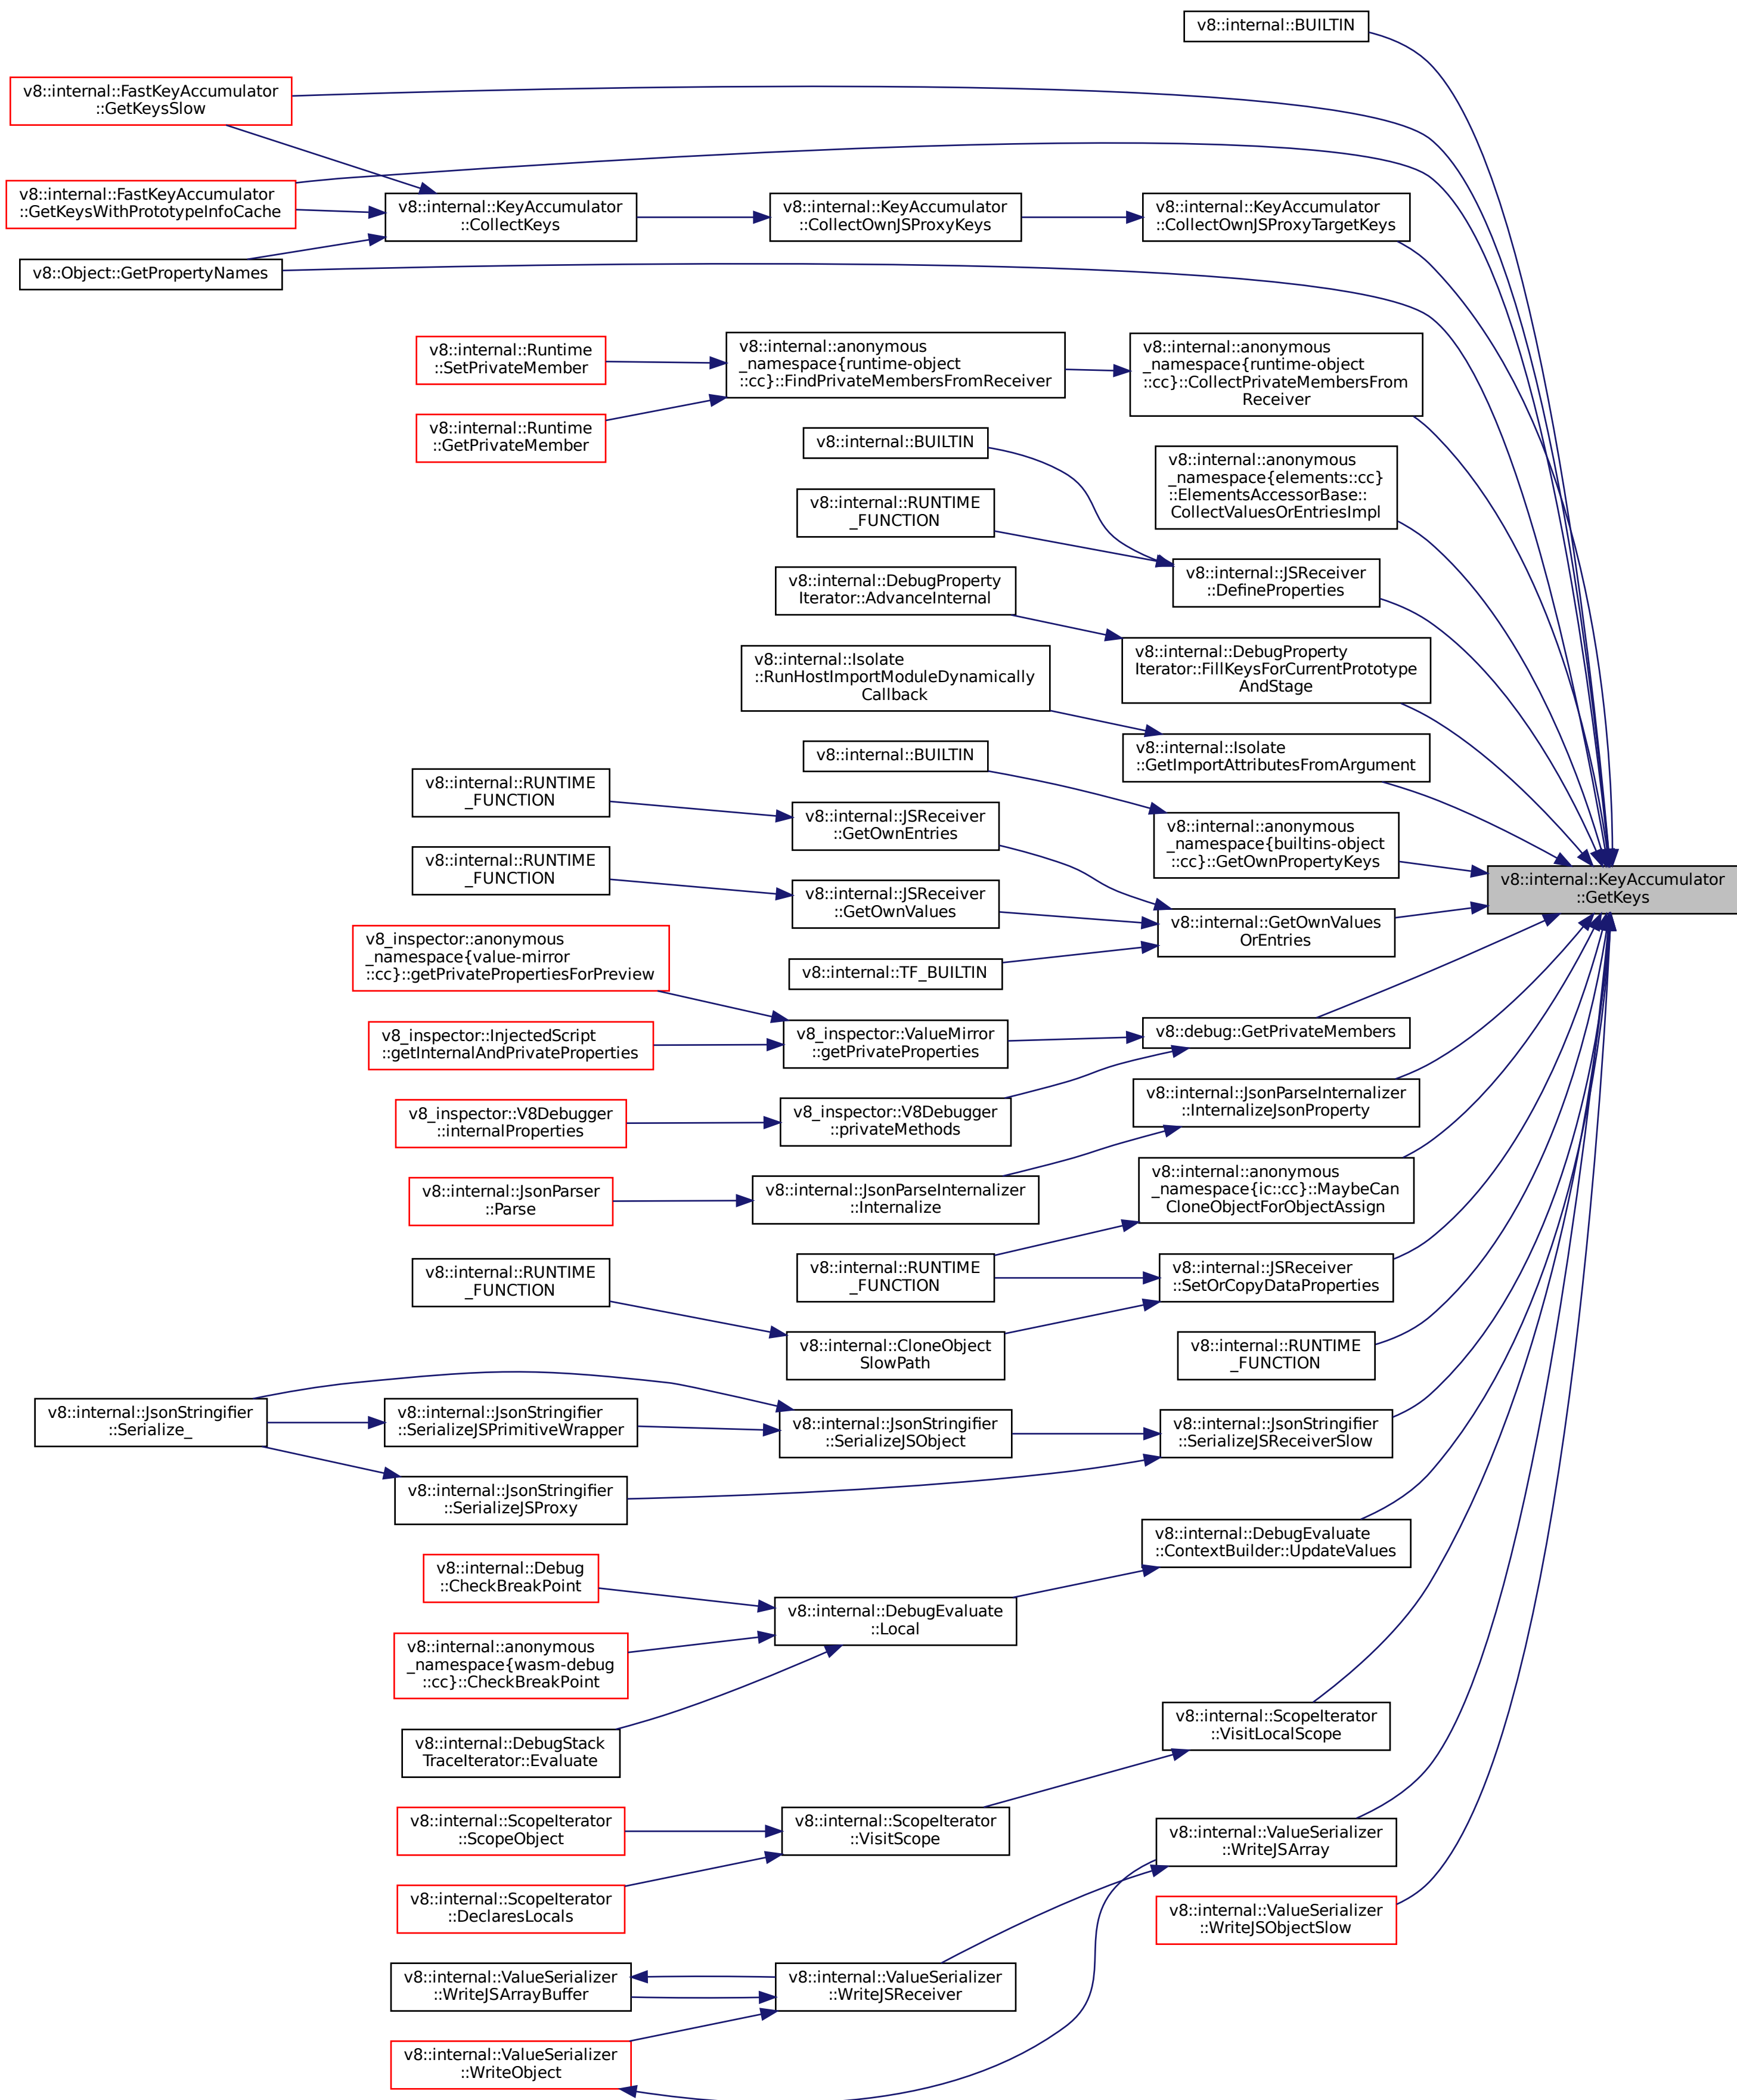 v8::internal::BUILTIN
v8::internal::FastKeyAccumulator
::GetKeysSlow
v8::internal::FastKeyAccumulator
::GetKeysWithPrototypeInfoCache
v8::internal::KeyAccumulator
::CollectKeys
v8::internal::KeyAccumulator
::CollectOwnJSProxyKeys
v8::internal::KeyAccumulator
::CollectOwnJSProxyTargetKeys
v8::Object::GetPropertyNames
v8::internal::Runtime
::SetPrivateMember
v8::internal::anonymous
_namespace{runtime-object
::cc}::FindPrivateMembersFromReceiver
v8::internal::anonymous
_namespace{runtime-object
::cc}::CollectPrivateMembersFrom
Receiver
v8::internal::Runtime
::GetPrivateMember
v8::internal::BUILTIN
v8::internal::anonymous
_namespace{elements::cc}
::ElementsAccessorBase::
CollectValuesOrEntriesImpl
v8::internal::RUNTIME
_FUNCTION
v8::internal::JSReceiver
::DefineProperties
v8::internal::DebugProperty
Iterator::AdvanceInternal
v8::internal::DebugProperty
Iterator::FillKeysForCurrentPrototype
AndStage
v8::internal::Isolate
::RunHostImportModuleDynamically
Callback
v8::internal::Isolate
::GetImportAttributesFromArgument
v8::internal::BUILTIN
v8::internal::RUNTIME
_FUNCTION
v8::internal::JSReceiver
::GetOwnEntries
v8::internal::anonymous
_namespace{builtins-object
::cc}::GetOwnPropertyKeys
v8::internal::KeyAccumulator
::GetKeys
v8::internal::RUNTIME
_FUNCTION
v8::internal::JSReceiver
::GetOwnValues
v8::internal::GetOwnValues
OrEntries
v8_inspector::anonymous
_namespace{value-mirror
::cc}::getPrivatePropertiesForPreview
v8::internal::TF_BUILTIN
v8_inspector::InjectedScript
::getInternalAndPrivateProperties
v8_inspector::ValueMirror
::getPrivateProperties
v8::debug::GetPrivateMembers
v8_inspector::V8Debugger
::internalProperties
v8_inspector::V8Debugger
::privateMethods
v8::internal::JsonParseInternalizer
::InternalizeJsonProperty
v8::internal::JsonParser
::Parse
v8::internal::JsonParseInternalizer
::Internalize
v8::internal::anonymous
_namespace{ic::cc}::MaybeCan
CloneObjectForObjectAssign
v8::internal::RUNTIME
_FUNCTION
v8::internal::RUNTIME
_FUNCTION
v8::internal::JSReceiver
::SetOrCopyDataProperties
v8::internal::CloneObject
SlowPath
v8::internal::RUNTIME
_FUNCTION
v8::internal::JsonStringifier
::Serialize_
v8::internal::JsonStringifier
::SerializeJSPrimitiveWrapper
v8::internal::JsonStringifier
::SerializeJSObject
v8::internal::JsonStringifier
::SerializeJSReceiverSlow
v8::internal::JsonStringifier
::SerializeJSProxy
v8::internal::DebugEvaluate
::ContextBuilder::UpdateValues
v8::internal::Debug
::CheckBreakPoint
v8::internal::DebugEvaluate
::Local
v8::internal::anonymous
_namespace{wasm-debug
::cc}::CheckBreakPoint
v8::internal::DebugStack
TraceIterator::Evaluate
v8::internal::ScopeIterator
::VisitLocalScope
v8::internal::ScopeIterator
::ScopeObject
v8::internal::ScopeIterator
::VisitScope
v8::internal::ValueSerializer
::WriteJSArray
v8::internal::ScopeIterator
::DeclaresLocals
v8::internal::ValueSerializer
::WriteJSObjectSlow
v8::internal::ValueSerializer
::WriteJSArrayBuffer
v8::internal::ValueSerializer
::WriteJSReceiver
v8::internal::ValueSerializer
::WriteObject